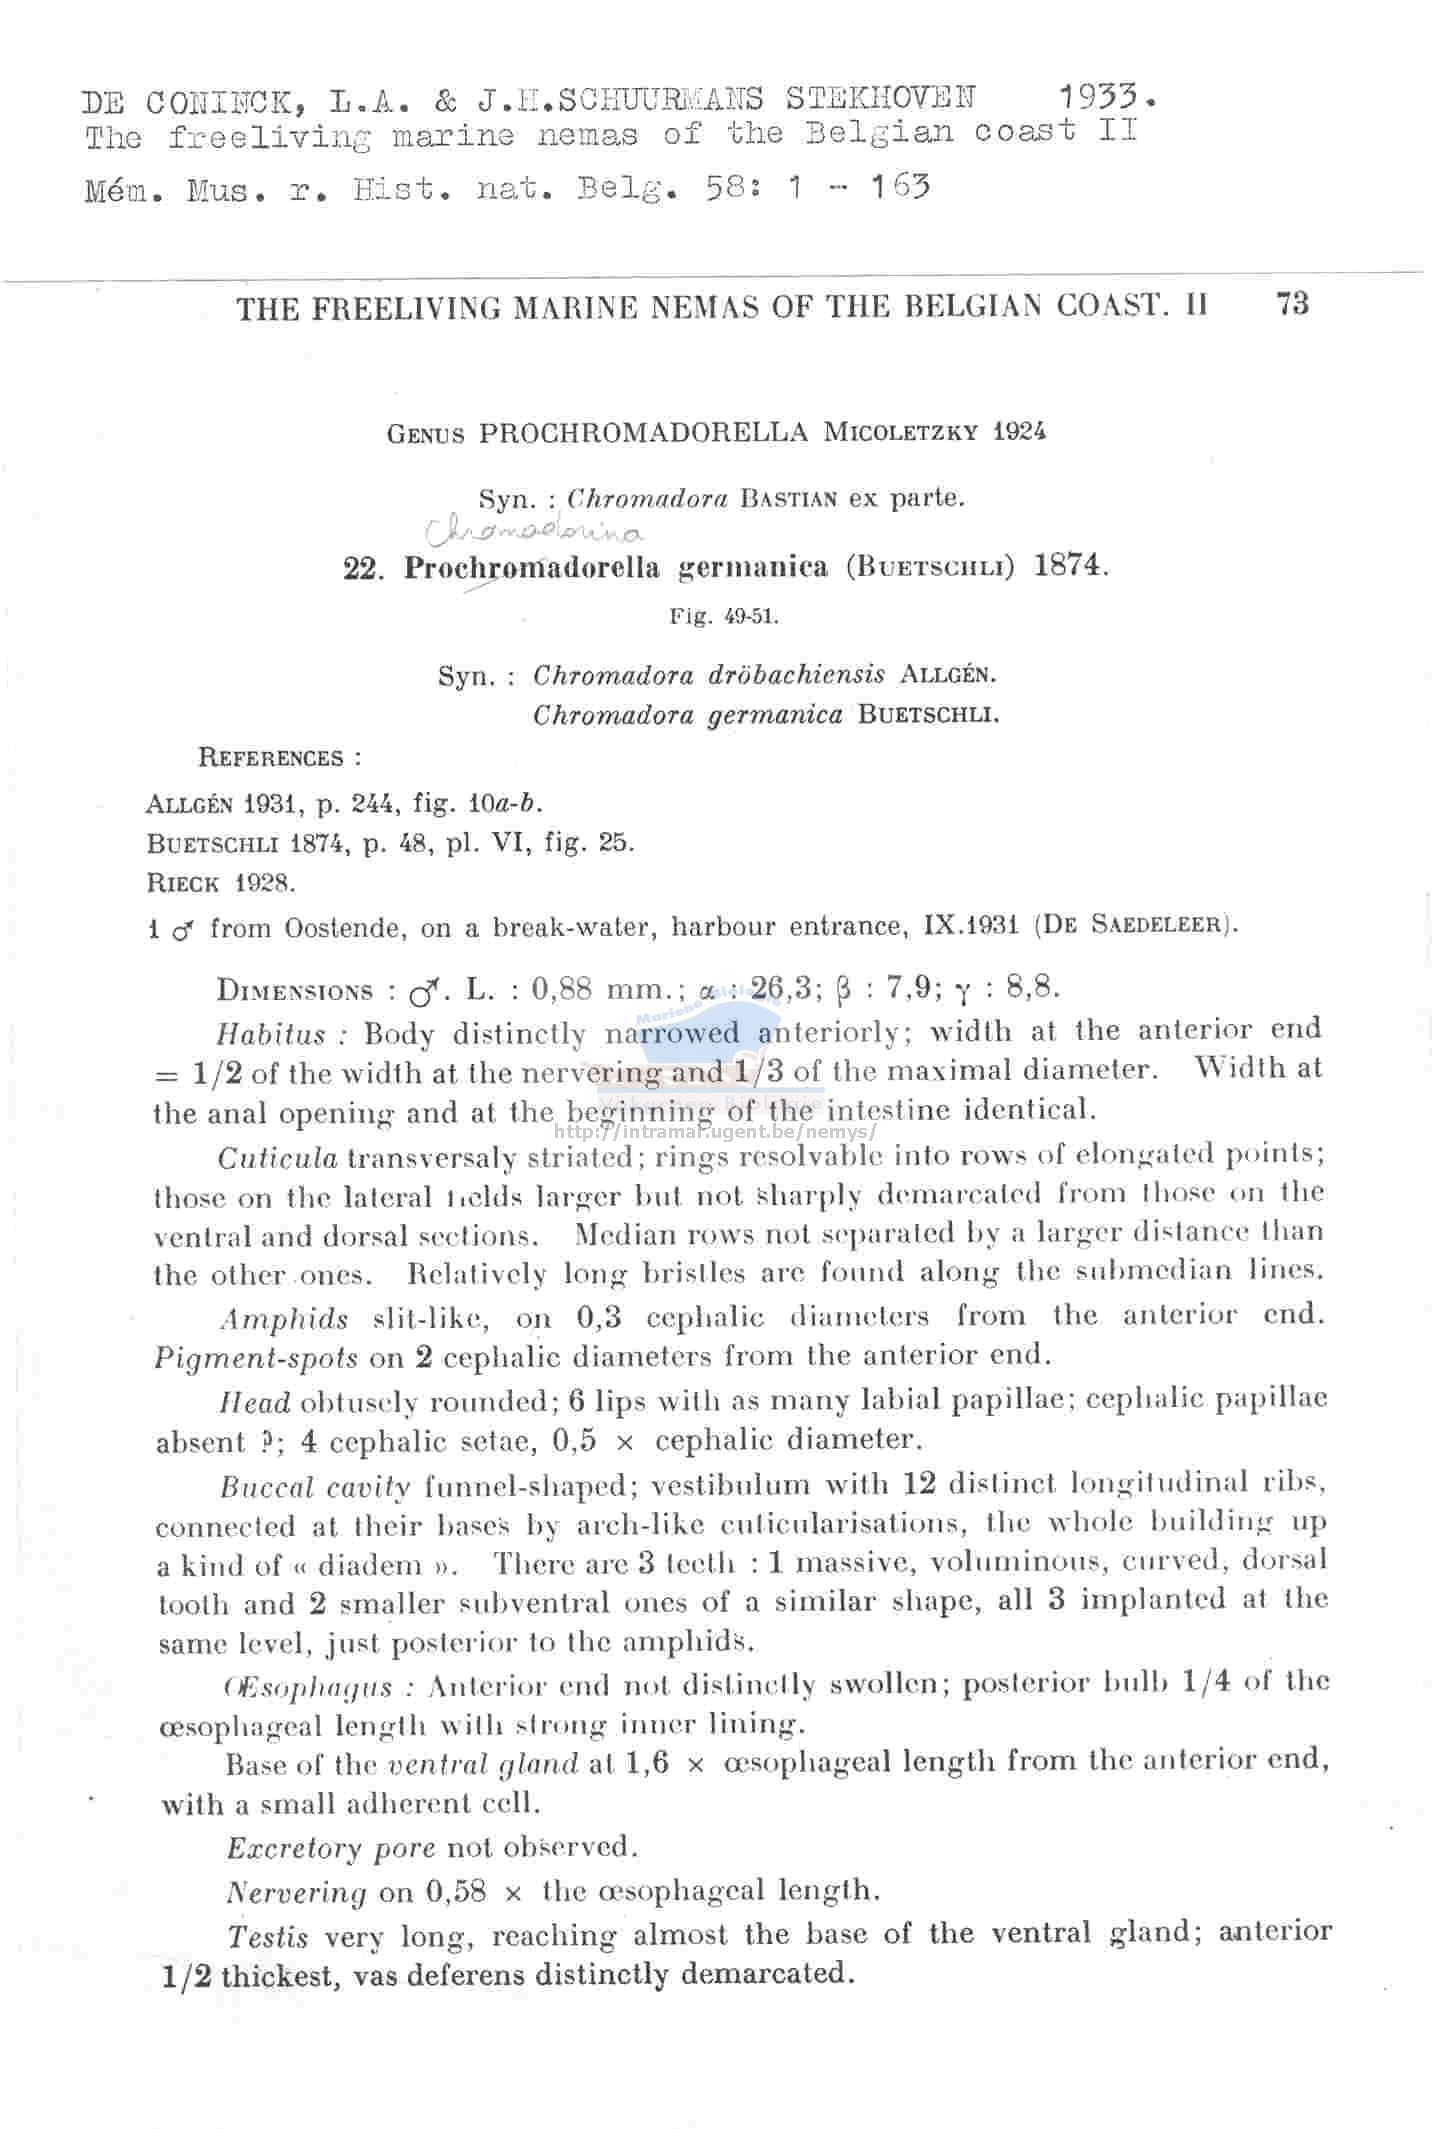 DE CONINCK, L.A. & J.H.SCHUURMANS STEKHOVEN 1933.
The freeliving marine nemas of the Belgian coast II
Mém. Mus. r. Hist. nat. Belg. 58: 1 - 163
THE FREELIVING MARINE NEMAS OF THE BELGIAN COAST. II 73
GENUS PROCHROMADORELLA MICOLETZKY 1924
Syn. : Chromadora BASTIAN ex parte.
Chromadorina
22. Prochromadorella germanica (BUETSCHLI) 1874.
Fig. 49-51.
Syn. : Chromadora dröbachiensis ALLGÉN.
Chromadora germanica BUETSCHLI.
REFERENCES :
ALLGÉN 1931, p. 244, fig. 10a-b.
BUETSCHLI 1874, p. 48, pl. VI, fig. 25.
RIECK 1928.
1 ♂ from Oostende, on a break-water, harbour entrance, IX.1931 (DE SAEDELEER).
DIMENSIONS : ♂. L. : 0,88 mm.; α : 26,3; β : 7,9; γ : 8,8.
Habitus : Body distinctly narrowed anteriorly; width at the anterior end
= 1/2 of the width at the nervering and 1/3 of the maximal diameter. Width at
the anal opening and at the beginning of the intestine identical.
http://intramar.ugent.be/nemys/
Cuticula transversaly striated; rings resolvable into rows of elongated points;
those on the lateral fields larger but not sharply demarcated from those on the
ventral and dorsal sections. Median rows not separated by a larger distance than
the other ones. Relatively long bristles are found along the submedian lines.
Amphids slit-like, on 0,3 cephalic diameters from the anterior end.
Pigment-spots on 2 cephalic diameters from the anterior end.
Head obtusely rounded; 6 lips with as many labial papillae; cephalic papillae
absent ?; 4 cephalic setae, 0,5 × cephalic diameter.
Buccal cavity funnel-shaped; vestibulum with 12 distinct longitudinal ribs,
connected at their bases by arch-like cuticularisations, the whole building up
a kind of « diadem ». There are 3 teeth : 1 massive, voluminous, curved, dorsal
tooth and 2 smaller subventral ones of a similar shape, all 3 implanted at the
same level, just posterior to the amphids.
Œsophagus : Anterior end not distinctly swollen; posterior bulb 1/4 of the
œsophageal length with strong inner lining.
Base of the ventral gland at 1,6 × œsophageal length from the anterior end,
with a small adherent cell.
Excretory pore not observed.
Nervering on 0,58 × the œsophageal length.
Testis very long, reaching almost the base of the ventral gland; anterior
1/2 thickest, vas deferens distinctly demarcated.